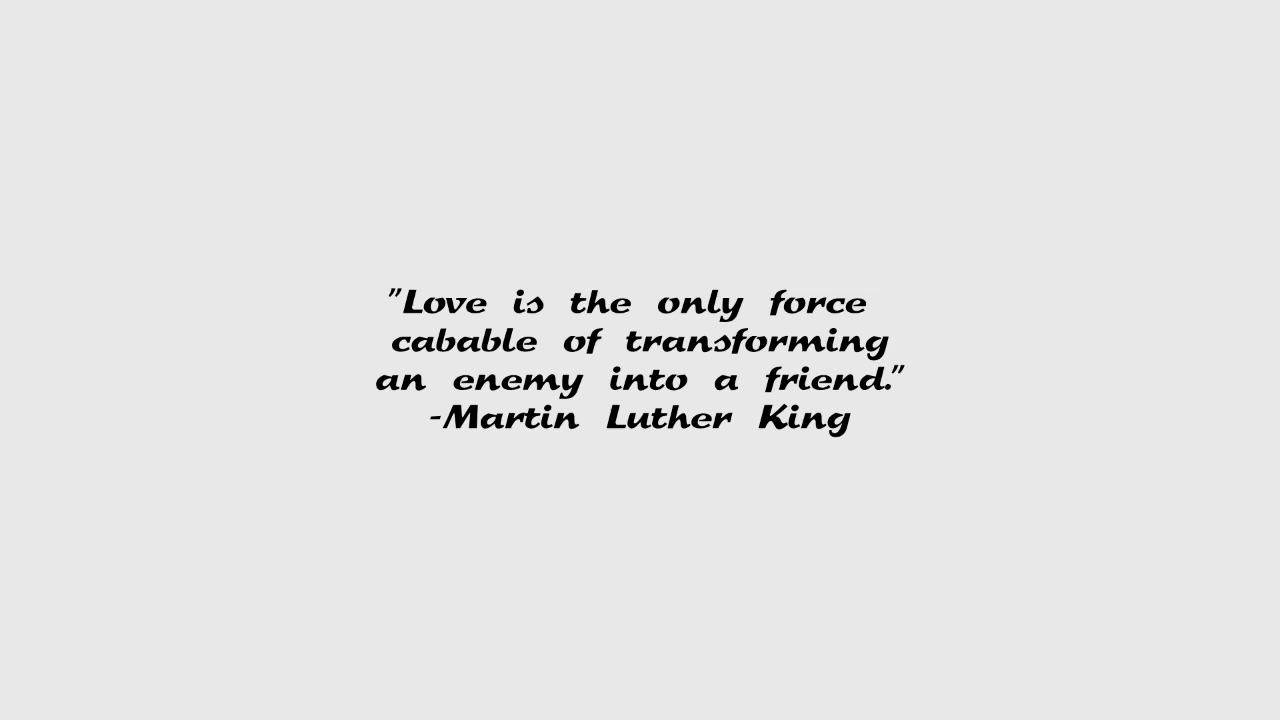 "Love is the only force
cabable of transforming
an enemy into a friend."
-Martin Luther King